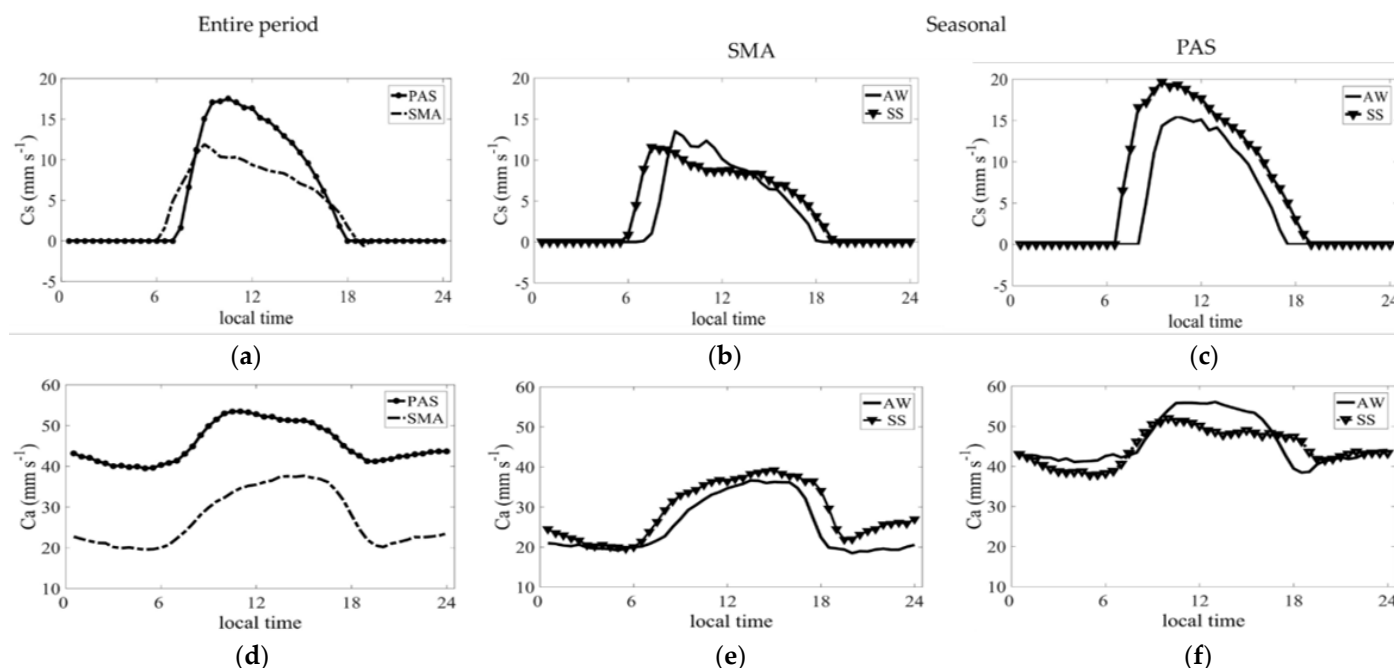 Entire period
Seasonal
SMA
PAS
20
15
10
5
0
-5
Cs (mm s-1)
PAS
SMA
0 6 12 18 24
local time
(a)
20
15
10
5
0
-5
Cs (mm s-1)
AW
SS
0 6 12 18 24
local time
(b)
20
15
10
5
0
-5
Cs (mm s-1)
AW
SS
0 6 12 18 24
local time
(c)
60
50
40
30
20
10
Ca (mm s-1)
PAS
SMA
0 6 12 18 24
local time
(d)
60
50
40
30
20
10
Ca (mm s-1)
AW
SS
0 6 12 18 24
local time
(e)
60
50
40
30
20
10
Ca (mm s-1)
AW
SS
0 6 12 18 24
local time
(f)